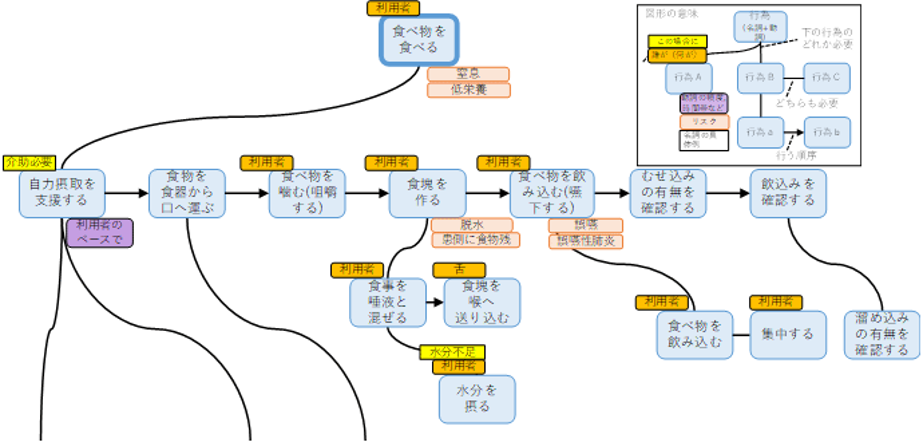 利用者
食べ物を
食べる
窒息
低栄養
図形の意味
行為
(名詞+動
詞)
下の行為の
どれか必要
この場合に
誰が(何が)
行為A
行為B
行為C
どちらも必要
リスク
名詞の具
体例
行為a
行為b
行う順序
介助必要
自力摂取を
支援する
利用者の
ペースで
食物を
食器から
口へ運ぶ
利用者
食べ物を
噛む(咀嚼
する)
利用者
食塊を
作る
脱水
患側に食物残
利用者
食べ物を飲
み込む(嚥
下する)
誤嚥
誤嚥性肺炎
むせ込み
の有無を
確認する
飲込みを
確認する
利用者
食事を
唾液と
混ぜる
舌
食塊を
喉へ
送り込む
水分不足
利用者
水分を
摂る
利用者
食べ物を
飲み込む
利用者
集中する
溜め込み
の有無を
確認する